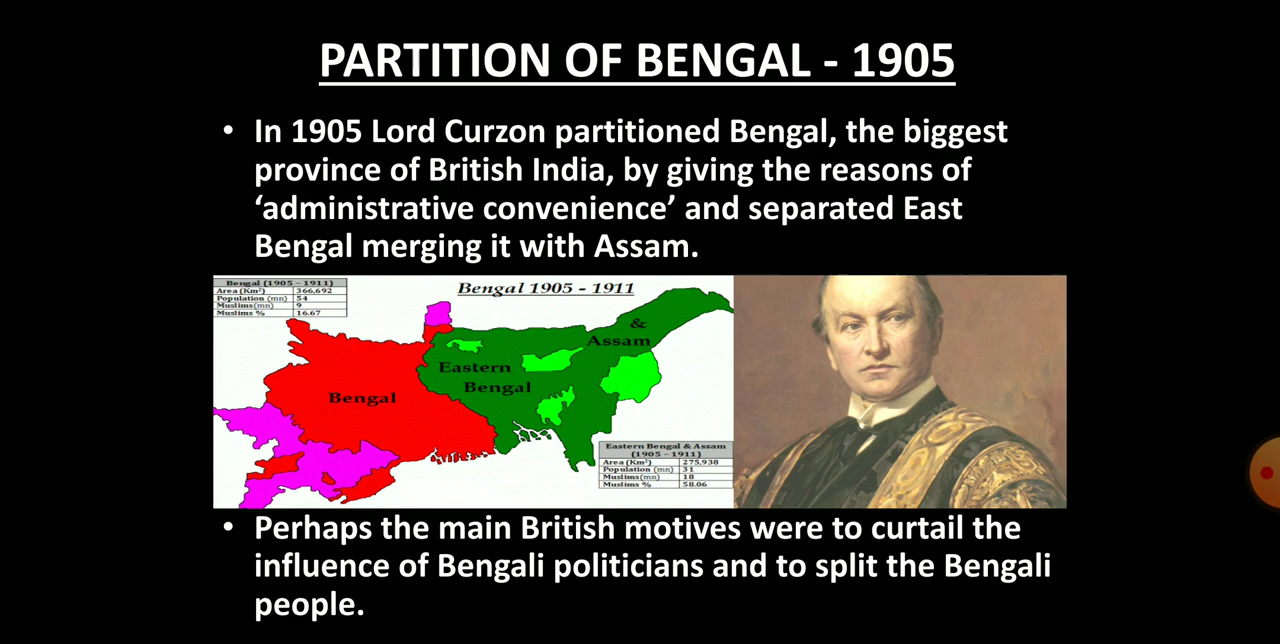 PARTITION OF BENGAL - 1905
• In 1905 Lord Curzon partitioned Bengal, the biggest
province of British India, by giving the reasons of
‘administrative convenience’ and separated East
Bengal merging it with Assam.
Bengal (1905 – 1911)
Area (Km²) 366,692
Population (mn) 54
Muslims(mn) 9
Muslims % 16.67
Bengal 1905 - 1911
&
Assam
Eastern
Bengal
Bengal
Eastern Bengal & Assam
(1905 – 1911)
Area (Km²) 275,938
Population (mn) 31
Muslims(mn) 18
Muslims % 58.06
• Perhaps the main British motives were to curtail the
influence of Bengali politicians and to split the Bengali
people.